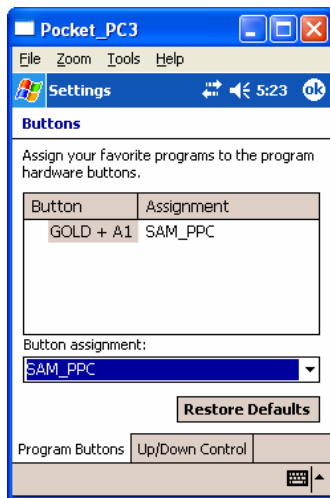 Pocket_PC3
File Zoom Tools Help
Settings 5:23 ok
Buttons
Assign your favorite programs to the program
hardware buttons.
Button Assignment
GOLD + A1 SAM_PPC
Button assignment:
SAM_PPC
Restore Defaults
Program Buttons Up/Down Control